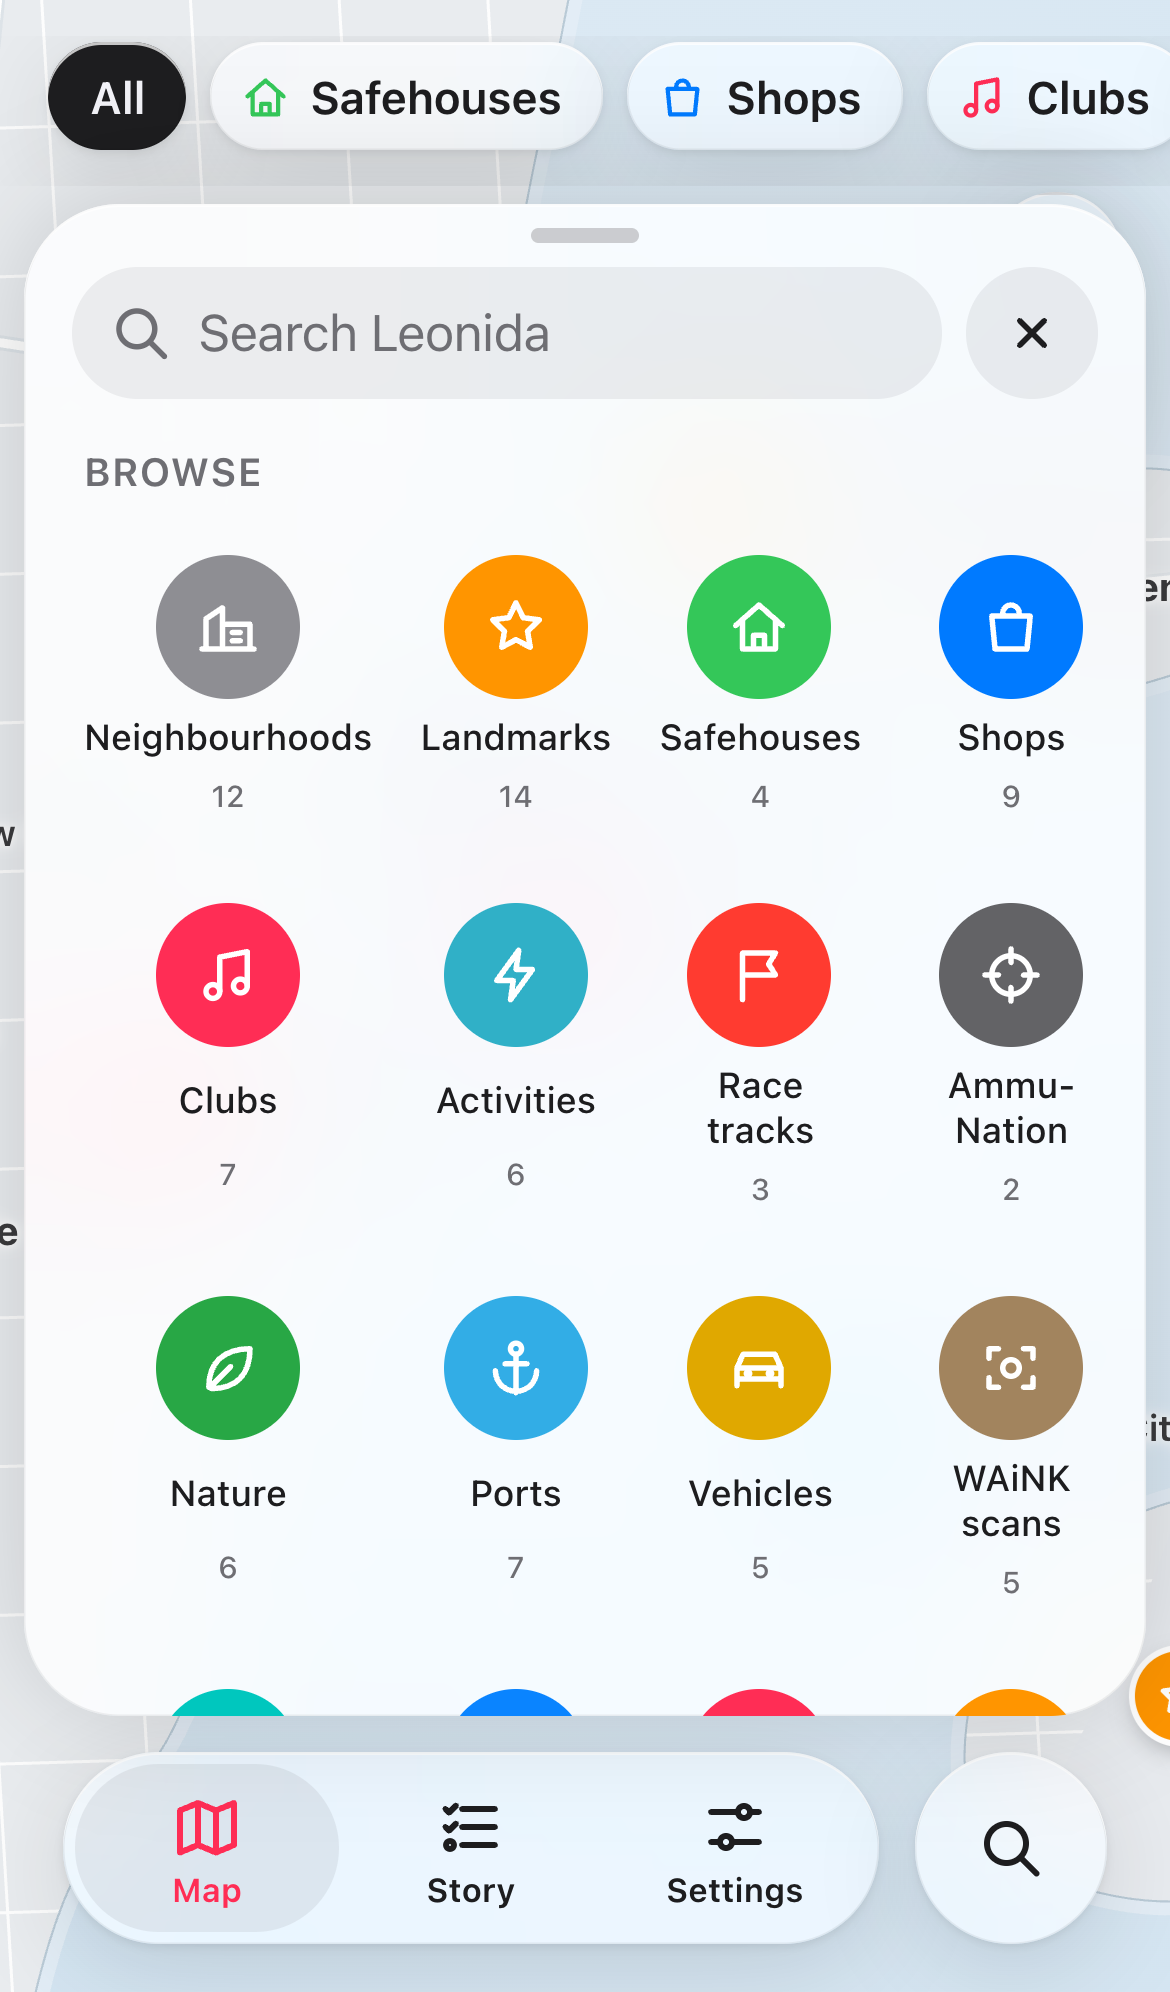 All
Safehouses
Shops
Clubs
Search Leonida
BROWSE
Neighbourhoods
12
Landmarks
14
Safehouses
4
Shops
9
Clubs
7
Activities
6
Race
tracks
3
Ammu-
Nation
2
Nature
6
Ports
7
Vehicles
5
WAiNK
scans
5
Map
Story
Settings